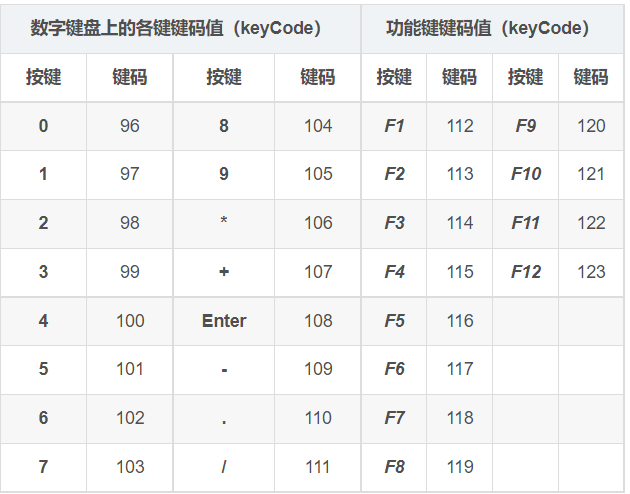 数字键盘上的各键键码值（keyCode） 功能键键码值（keyCode）
按键 键码 按键 键码 按键 键码 按键 键码
0 96 8 104 F1 112 F9 120
1 97 9 105 F2 113 F10 121
2 98 * 106 F3 114 F11 122
3 99 + 107 F4 115 F12 123
4 100 Enter 108 F5 116
5 101 - 109 F6 117
6 102 . 110 F7 118
7 103 / 111 F8 119